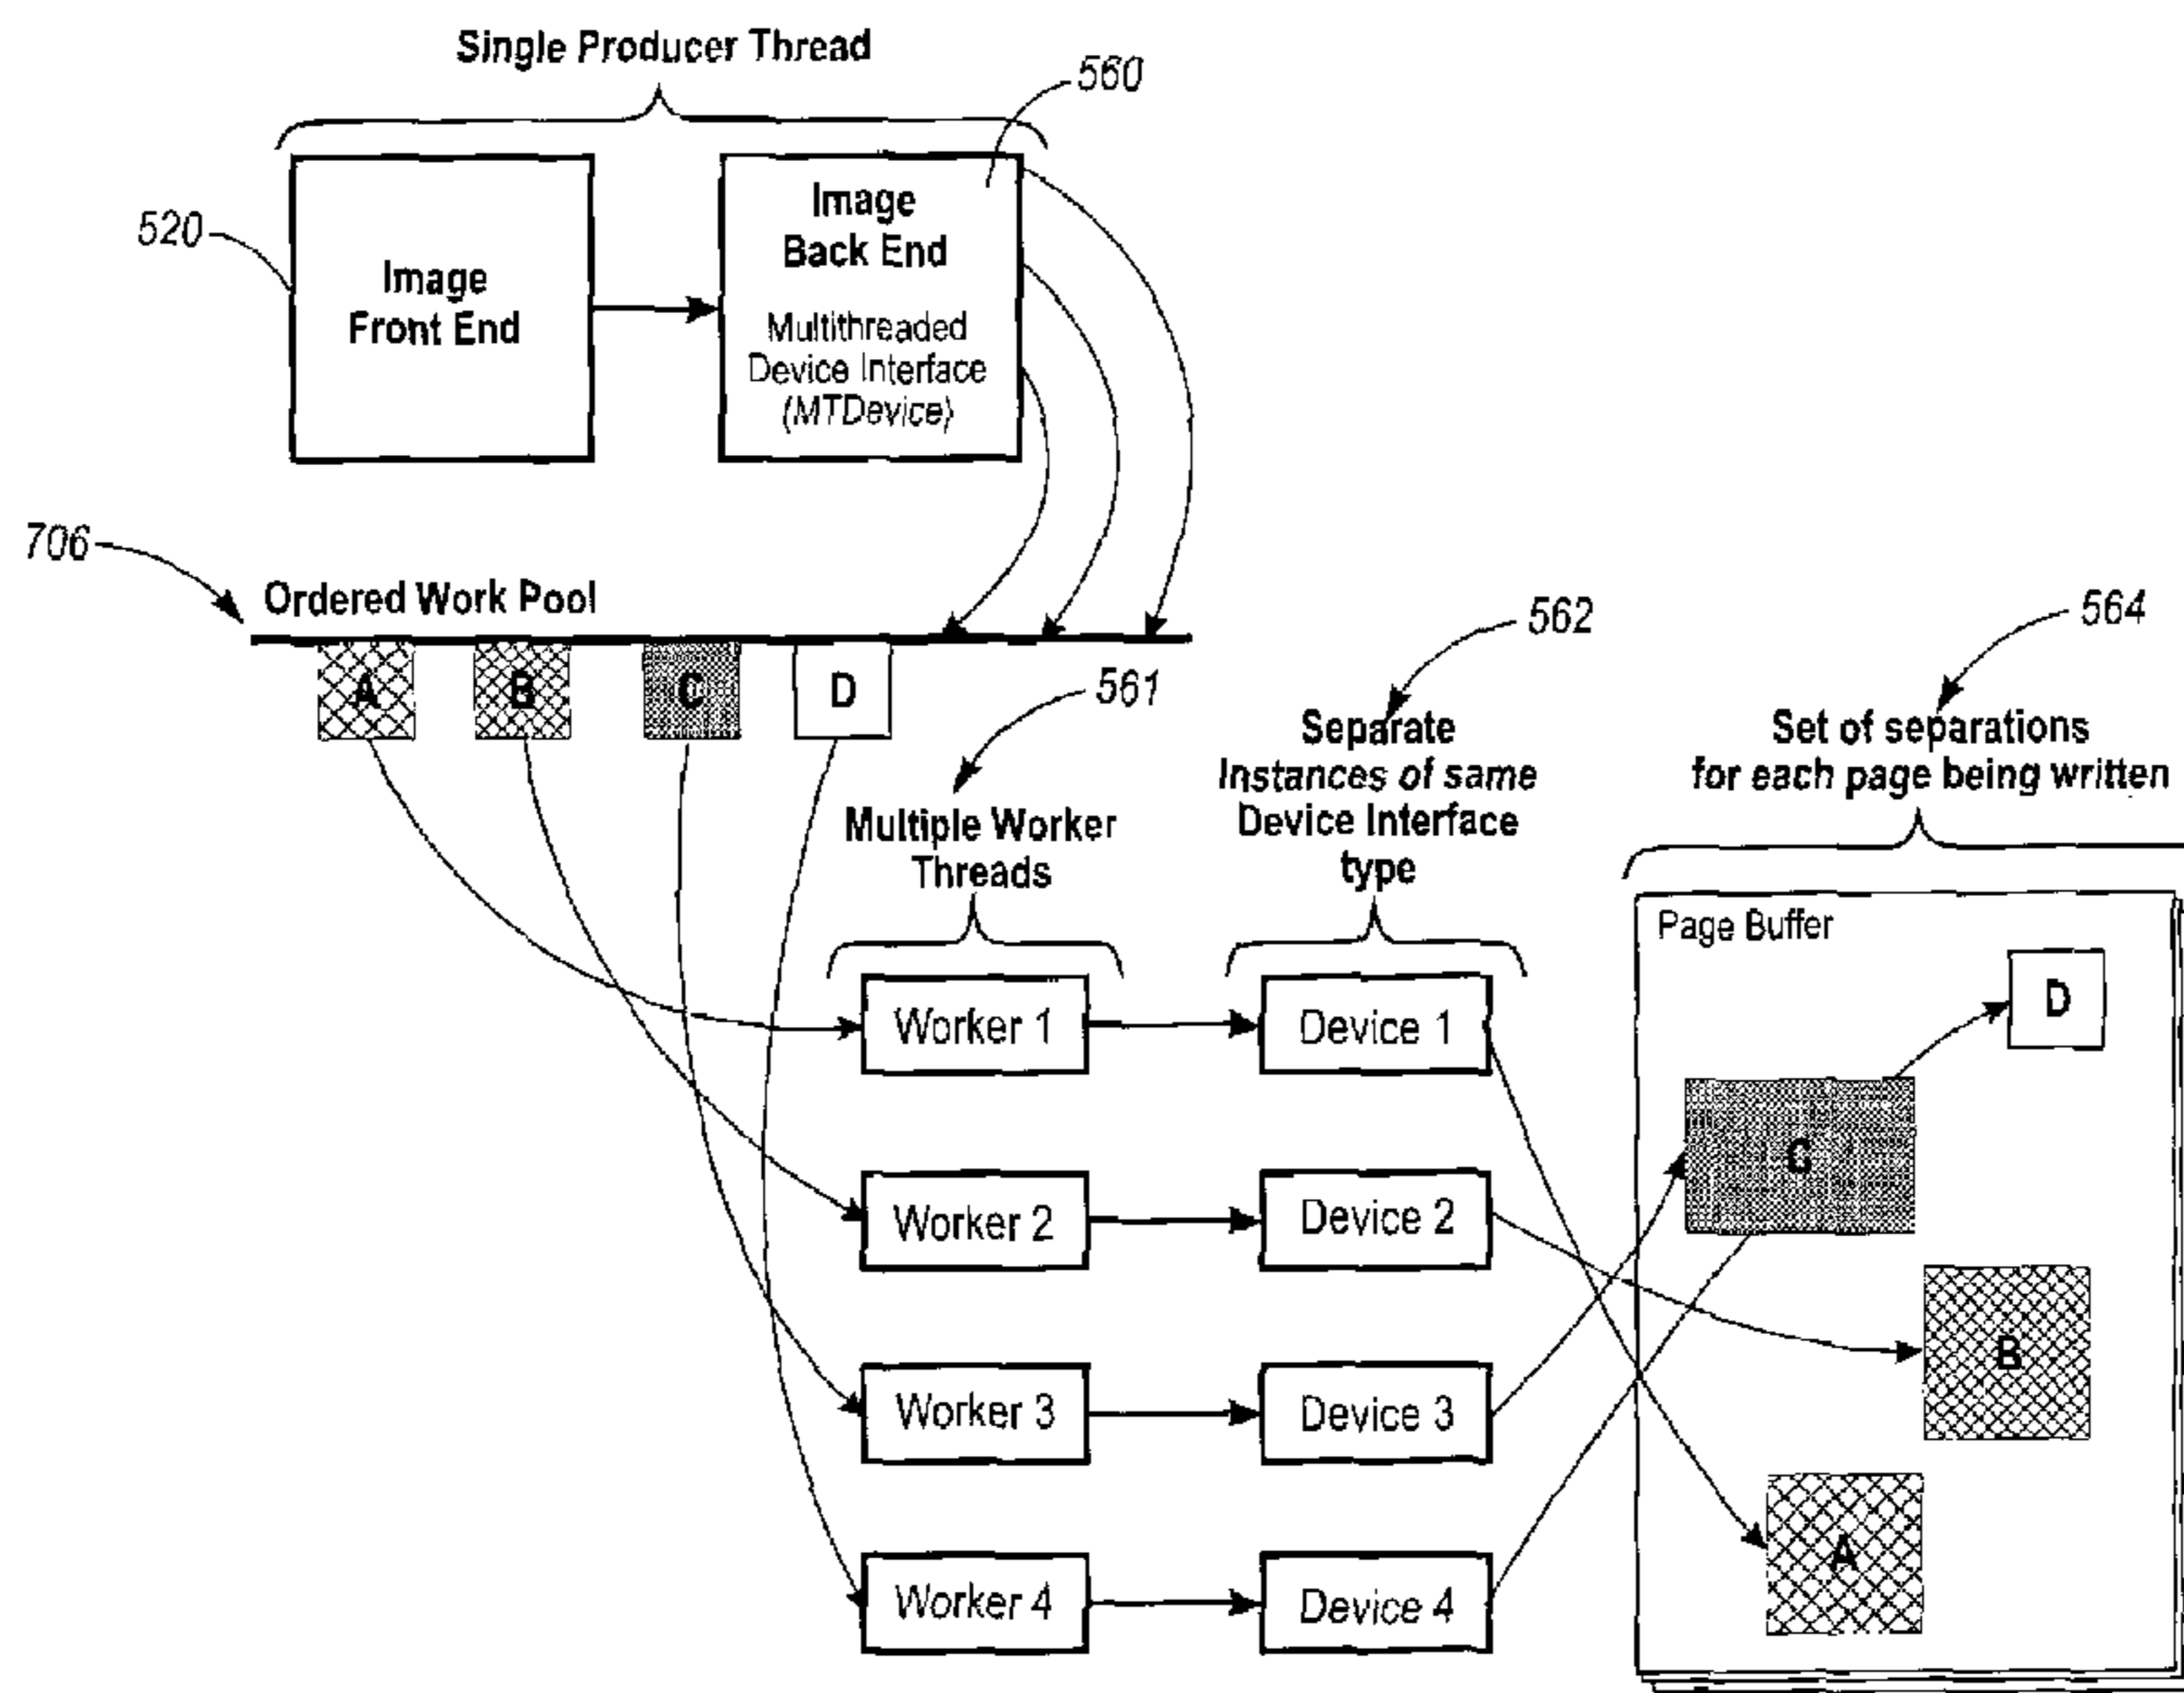 Single Producer Thread
560
520
Image
Front End
Image
Back End
Multithreaded
Device Interface
(MTDevice)
706
Ordered Work Pool
A
B
C
D
561
Multiple Worker
Threads
562
Separate
Instances of same
Device Interface
type
564
Set of separations
for each page being written
Page Buffer
D
C
B
A
Worker 1
Device 1
Worker 2
Device 2
Worker 3
Device 3
Worker 4
Device 4